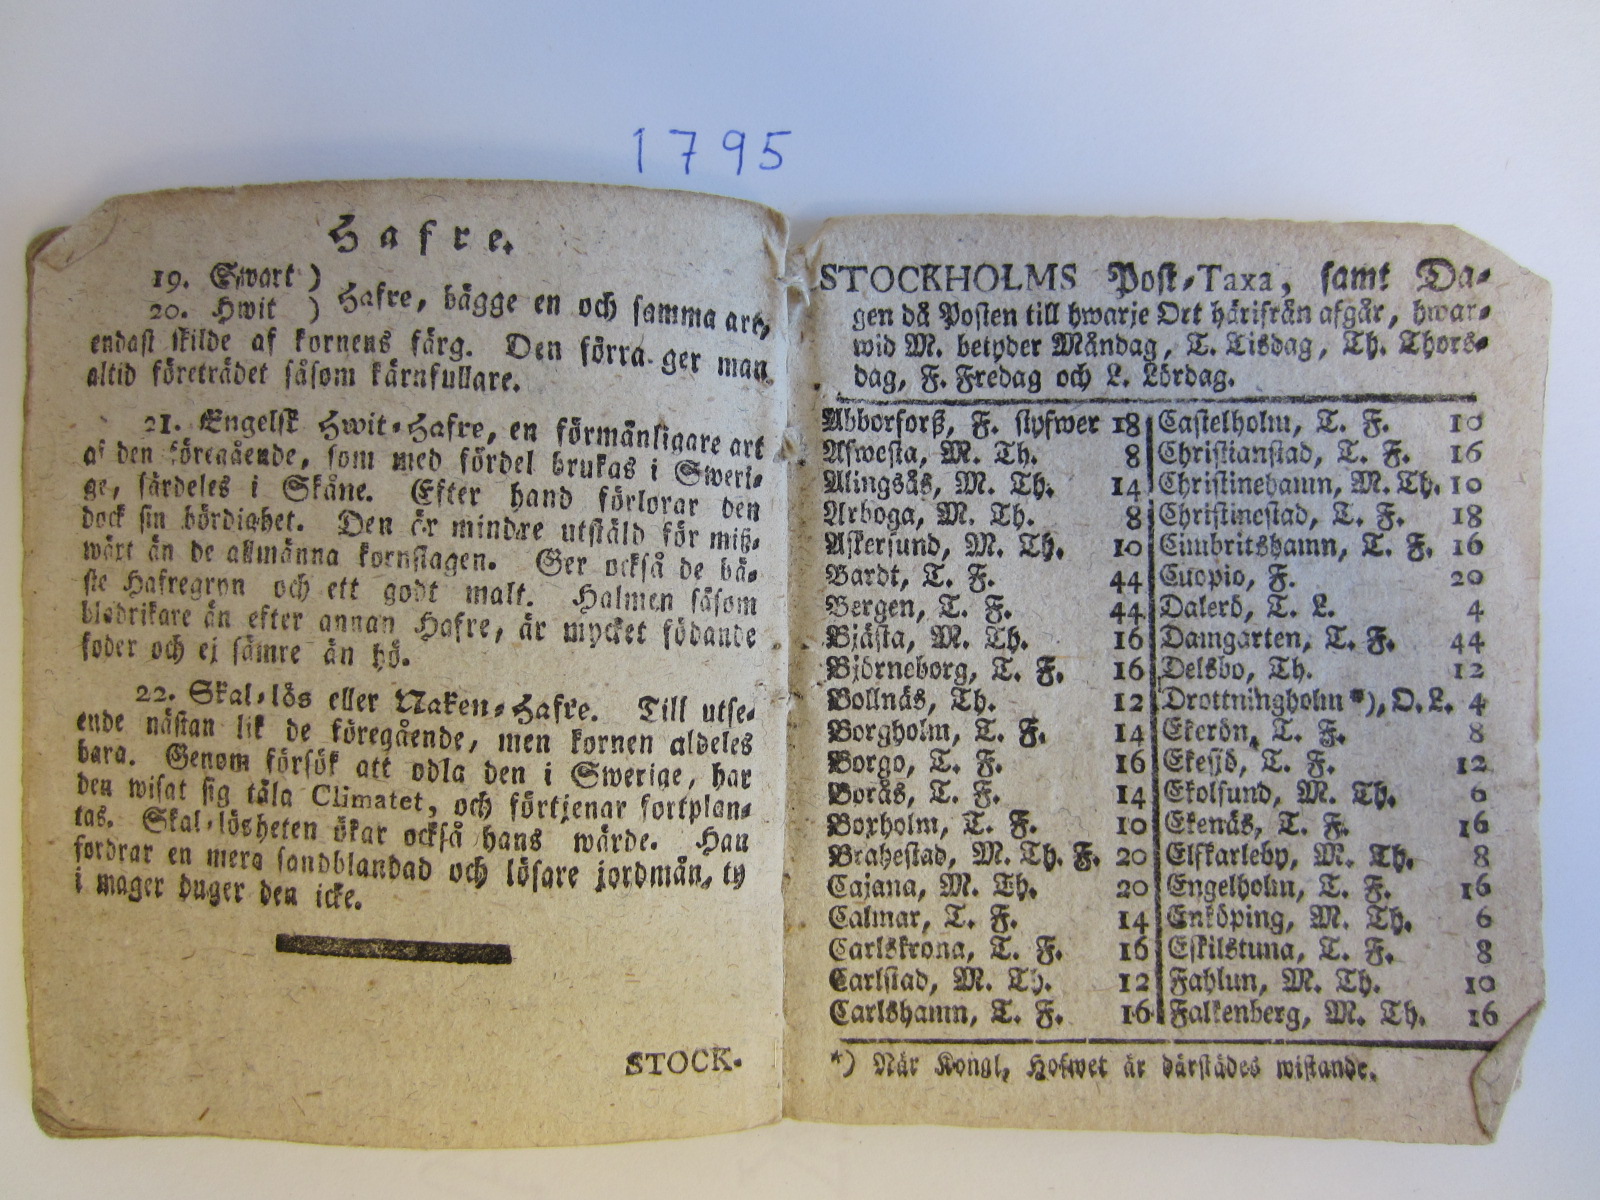 1795
Hafre.
19. Swart )
20. Hwit ) Hafre, bägge en och samma art,
endast skilde af kornens färg. Den förra ger man
altid företrädet såsom kärnfullare.
21. Engelsk Hwit-Hafre, en förmånligare art
af den föregående, som med fördel brukas i Sweri-
ge, särdeles i Skåne. Efter hand förlorar den
dock sin bördighet. Den är mindre utstäld för miß-
wäxt än de allmänna kornslagen. Ger också de bä-
ste Hafregryn och ett godt malt. Halmen såsom
bladrikare än efter annan Hafre, är mycket födande
foder och ej sämre än hö.
22. Skal-lös eller Naken-Hafre. Till utse-
ende nästan lik de föregående, men kornen aldeles
bara. Genom försök att odla den i Swerige, har
den wisat sig tåla Climatet, och förtjenar fortplan-
tas. Skal-lösheten ökar också hans wärde. Han
fordrar en mera sandblandad och lösare jordmån, ty
i mager duger den icke.
STOCK-
STOCKHOLMS Post-Taxa, samt Da-
gen då Posten till hwarje Ort härifrån afgår, hwar-
wid M. betyder Måndag, T. Tisdag, Th. Thors-
dag, F. Fredag och L. Lördag.
Abborforß, F. styfwer 18
Afwesta, M. Th. 8
Alingsås, M. Th. 14
Arboga, M. Th. 8
Askersund, M. Th. 10
Bardt, T. F. 44
Bergen, T. F. 44
Bjästa, M. Th. 16
Björneborg, T. F. 16
Bollnäs, Th. 12
Borgholm, T. F. 14
Borgo, T. F. 16
Borås, T. F. 14
Boxholm, T. F. 10
Brahestad, M. Th. F. 20
Cajana, M. Th. 20
Calmar, T. F. 14
Carlskrona, T. F. 16
Carlstad, M. Th. 12
Carlshamn, T. F. 16
Castelholm, T. F. 10
Christianstad, T. F. 16
Christinehamn, M. Th. 10
Christinestad, T. F. 18
Cimbritshamn, T. F. 16
Cuopio, F. 20
Dalerö, T. L. 4
Damgarten, T. F. 44
Delsbo, Th. 12
Drottningholm *), O. L. 4
Ekerön, T. F. 8
Ekesjö, T. F. 12
Ekolsund, M. Th. 6
Ekenäs, T. F. 16
Elfkarleby, M. Th. 8
Engelholm, T. F. 16
Enköping, M. Th. 6
Eskilstuna, T. F. 8
Fahlun, M. Th. 10
Falkenberg, M. Th. 16
*) När Kongl, Hofwet är därstädes wistande.